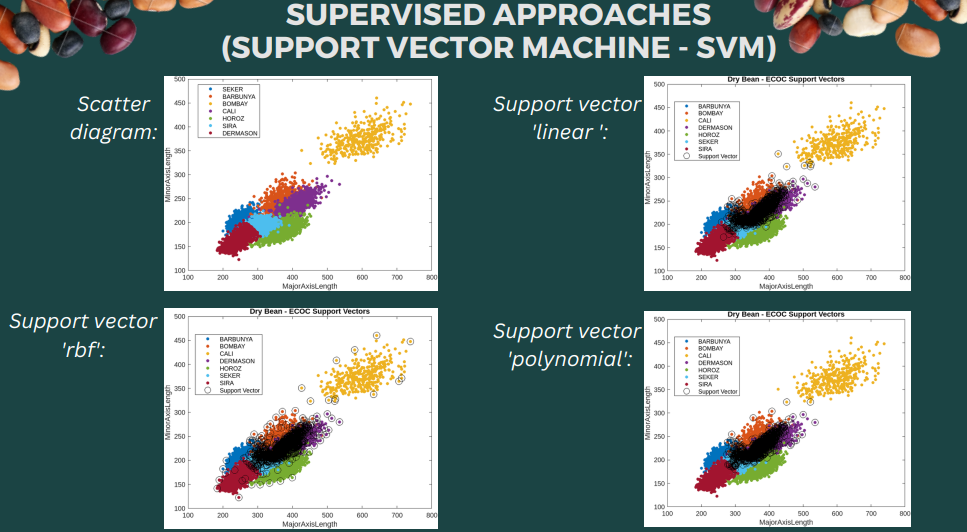 SUPERVISED APPROACHES
(SUPPORT VECTOR MACHINE - SVM)
Scatter
diagram:
500
450
400
350
300
250
200
150
100
MinorAxisLength
SEKER
BARBUNYA
BOMBAY
CALI
HOROZ
SIRA
DERMASON
100 200 300 400 500 600 700 800
MajorAxisLength
Support vector
'linear ':
Dry Bean - ECOC Support Vectors
500
450
400
350
300
250
200
150
100
MinorAxisLength
BARBUNYA
BOMBAY
CALI
DERMASON
HOROZ
SEKER
SIRA
Support Vector
100 200 300 400 500 600 700 800
MajorAxisLength
Support vector
'rbf':
Dry Bean - ECOC Support Vectors
500
450
400
350
300
250
200
150
100
MinorAxisLength
BARBUNYA
BOMBAY
CALI
DERMASON
HOROZ
SEKER
SIRA
Support Vector
100 200 300 400 500 600 700 800
MajorAxisLength
Support vector
'polynomial':
Dry Bean - ECOC Support Vectors
500
450
400
350
300
250
200
150
100
MinorAxisLength
BARBUNYA
BOMBAY
CALI
DERMASON
HOROZ
SEKER
SIRA
Support Vector
100 200 300 400 500 600 700 800
MajorAxisLength